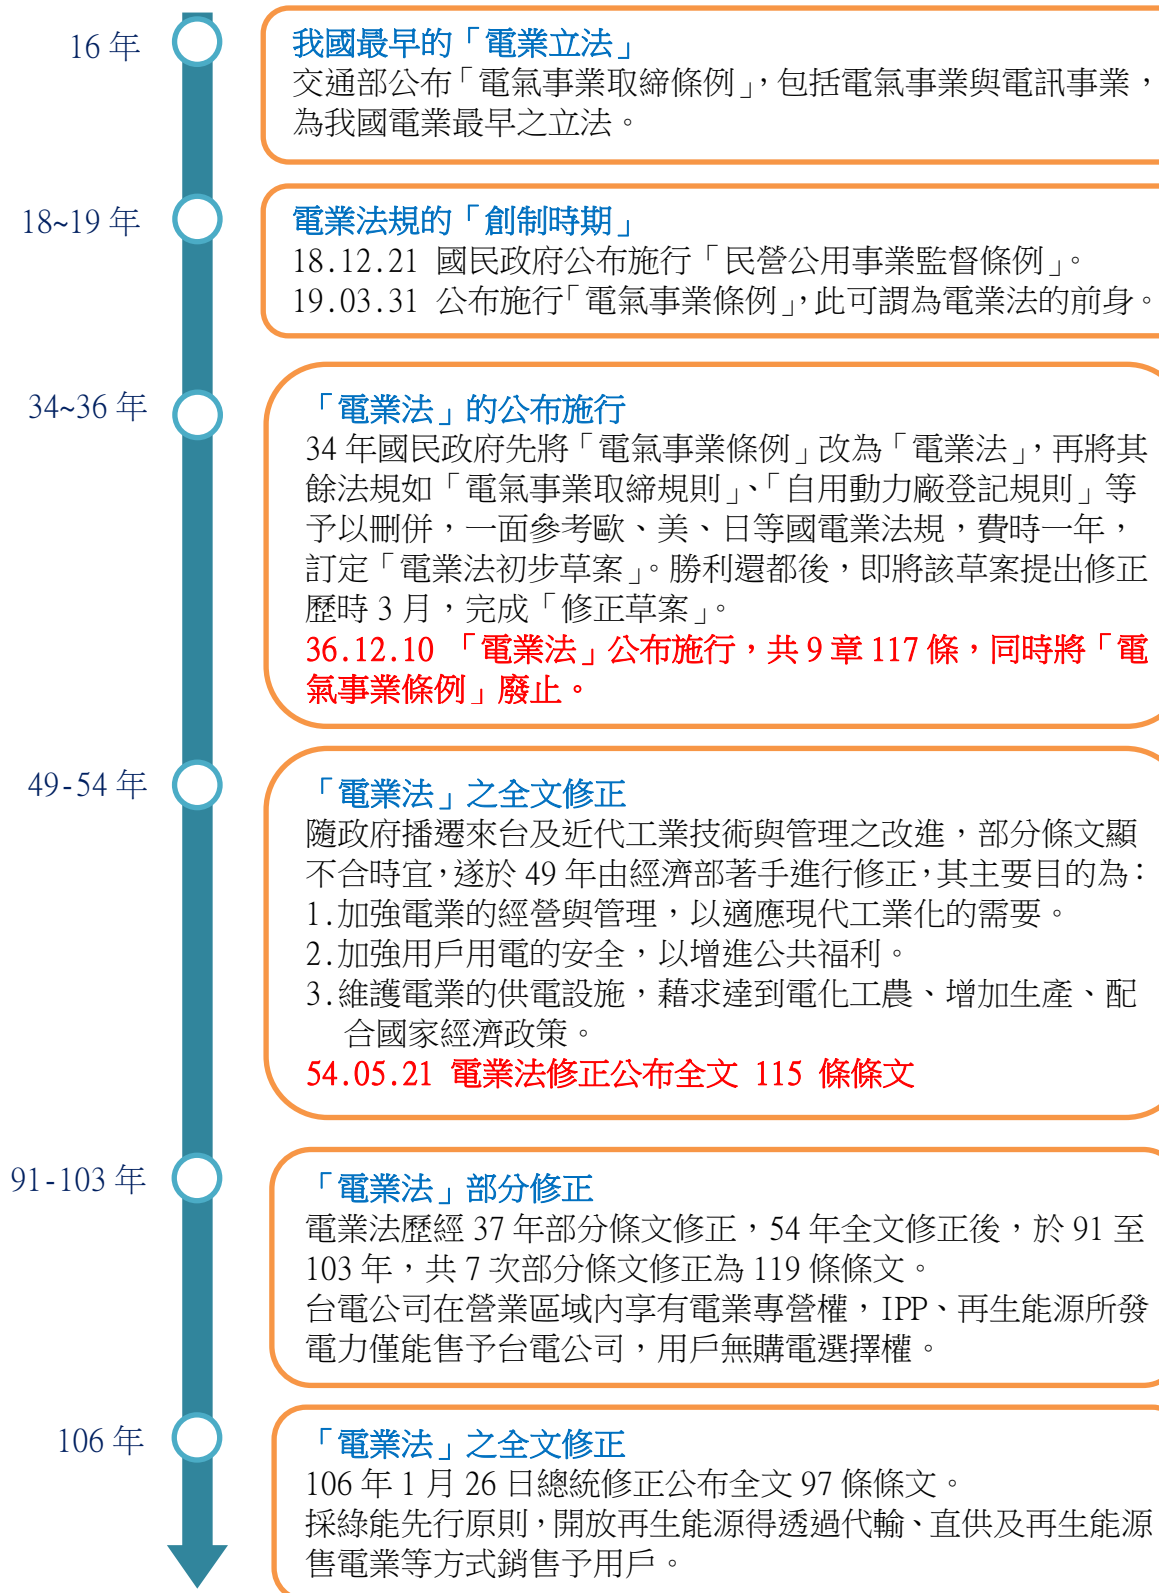 16 年
我國最早的「電業立法」
交通部公布「電氣事業取締條例」，包括電氣事業與電訊事業，
為我國電業最早之立法。
18~19 年
電業法規的「創制時期」
18.12.21 國民政府公布施行「民營公用事業監督條例」。
19.03.31 公布施行「電氣事業條例」，此可謂為電業法的前身。
34~36 年
「電業法」的公布施行
34 年國民政府先將「電氣事業條例」改為「電業法」，再將其
餘法規如「電氣事業取締規則」、「自用動力廠登記規則」等
予以刪併，一面參考歐、美、日等國電業法規，費時一年，
訂定「電業法初步草案」。勝利還都後，即將該草案提出修正
歷時 3 月，完成「修正草案」。
36.12.10 「電業法」公布施行，共 9 章 117 條，同時將「電
氣事業條例」廢止。
49-54 年
「電業法」之全文修正
隨政府播遷來台及近代工業技術與管理之改進，部分條文顯
不合時宜，遂於 49 年由經濟部著手進行修正，其主要目的為：
1.加強電業的經營與管理，以適應現代工業化的需要。
2.加強用戶用電的安全，以增進公共福利。
3.維護電業的供電設施，藉求達到電化工農、增加生產、配
合國家經濟政策。
54.05.21 電業法修正公布全文 115 條條文
91-103 年
「電業法」部分修正
電業法歷經 37 年部分條文修正，54 年全文修正後，於 91 至
103 年，共 7 次部分條文修正為 119 條條文。
台電公司在營業區域內享有電業專營權，IPP、再生能源所發
電力僅能售予台電公司，用戶無購電選擇權。
106 年
「電業法」之全文修正
106 年 1 月 26 日總統修正公布全文 97 條條文。
採綠能先行原則，開放再生能源得透過代輸、直供及再生能源
售電業等方式銷售予用戶。